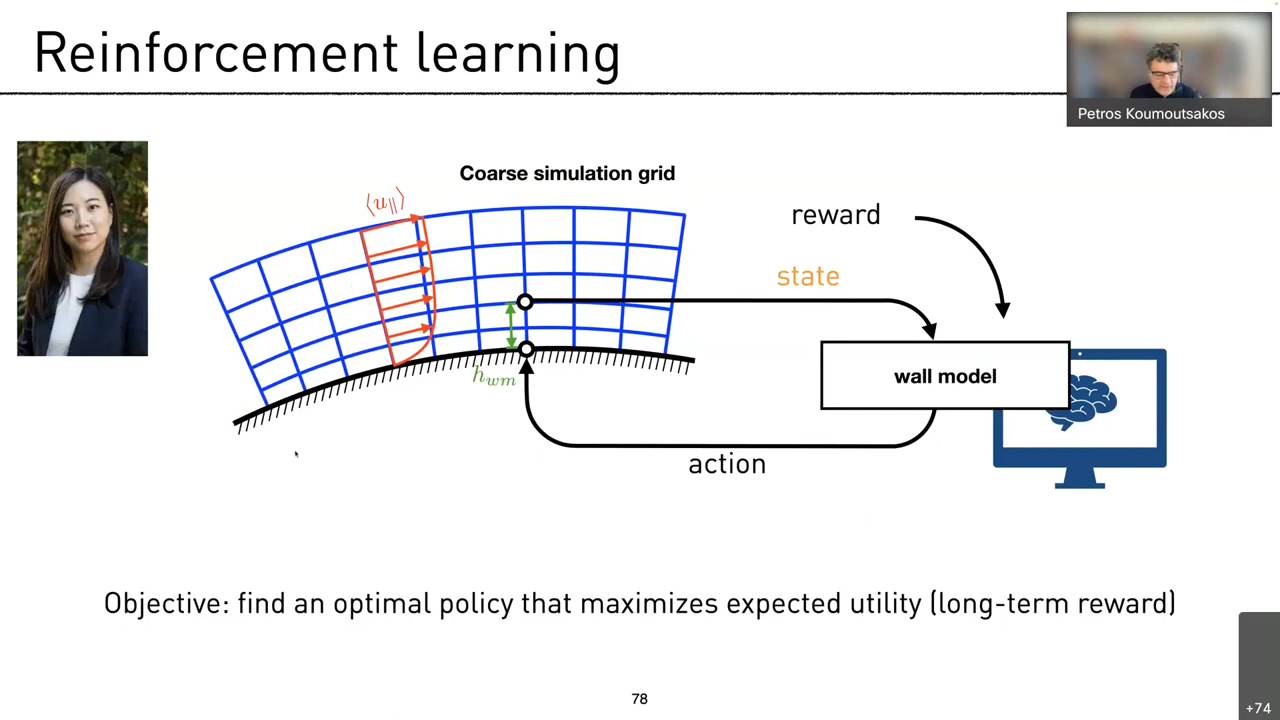 Reinforcement learning
Petros Koumoutsakos
Coarse simulation grid
⟨u∥⟩
reward
state
h_wm
wall model
action
Objective: find an optimal policy that maximizes expected utility (long-term reward)
78
+74